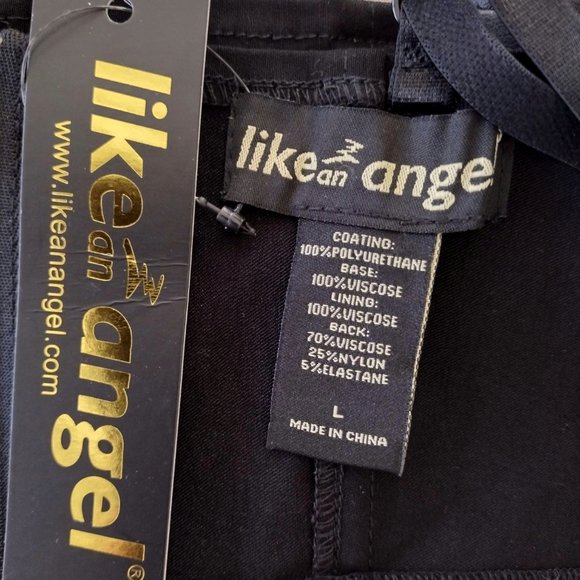 like an angel®
www.likeanangel.com
like an ange
COATING:
100%POLYURETHANE
BASE:
100%VISCOSE
LINING:
100%VISCOSE
BACK:
70%VISCOSE
25%NYLON
5%ELASTANE
L
MADE IN CHINA